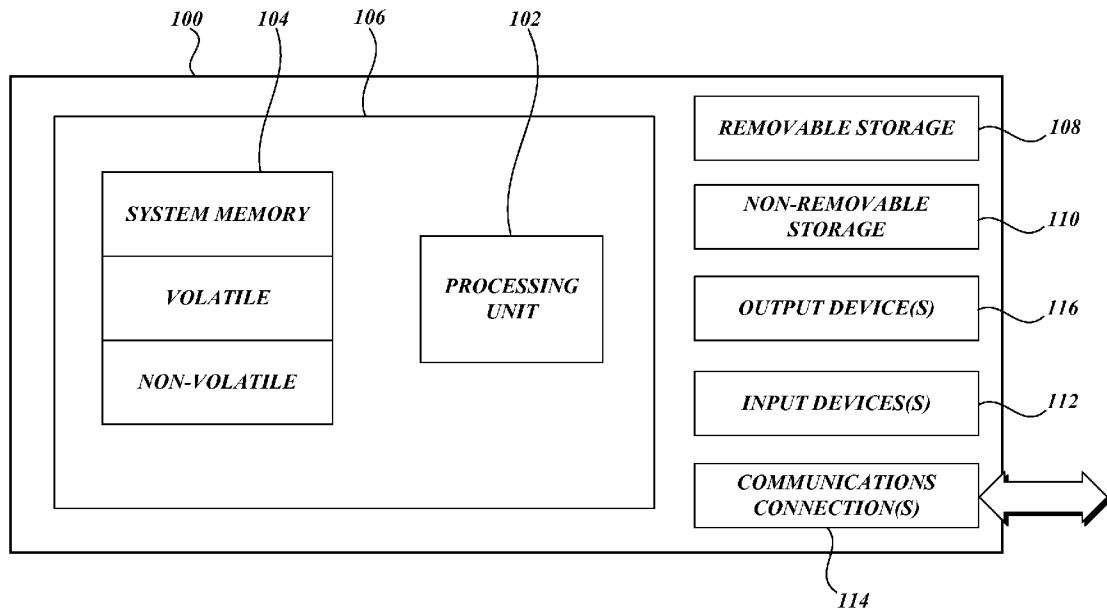 100
104
106
102
SYSTEM MEMORY
VOLATILE
NON-VOLATILE
PROCESSING
UNIT
REMOVABLE STORAGE
108
NON-REMOVABLE
STORAGE
110
OUTPUT DEVICE(S)
116
INPUT DEVICES(S)
112
COMMUNICATIONS
CONNECTION(S)
114